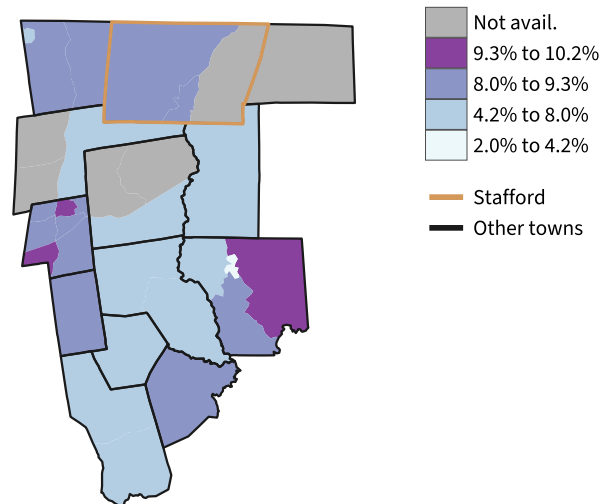 Not avail.
9.3% to 10.2%
8.0% to 9.3%
4.2% to 8.0%
2.0% to 4.2%
Stafford
Other towns